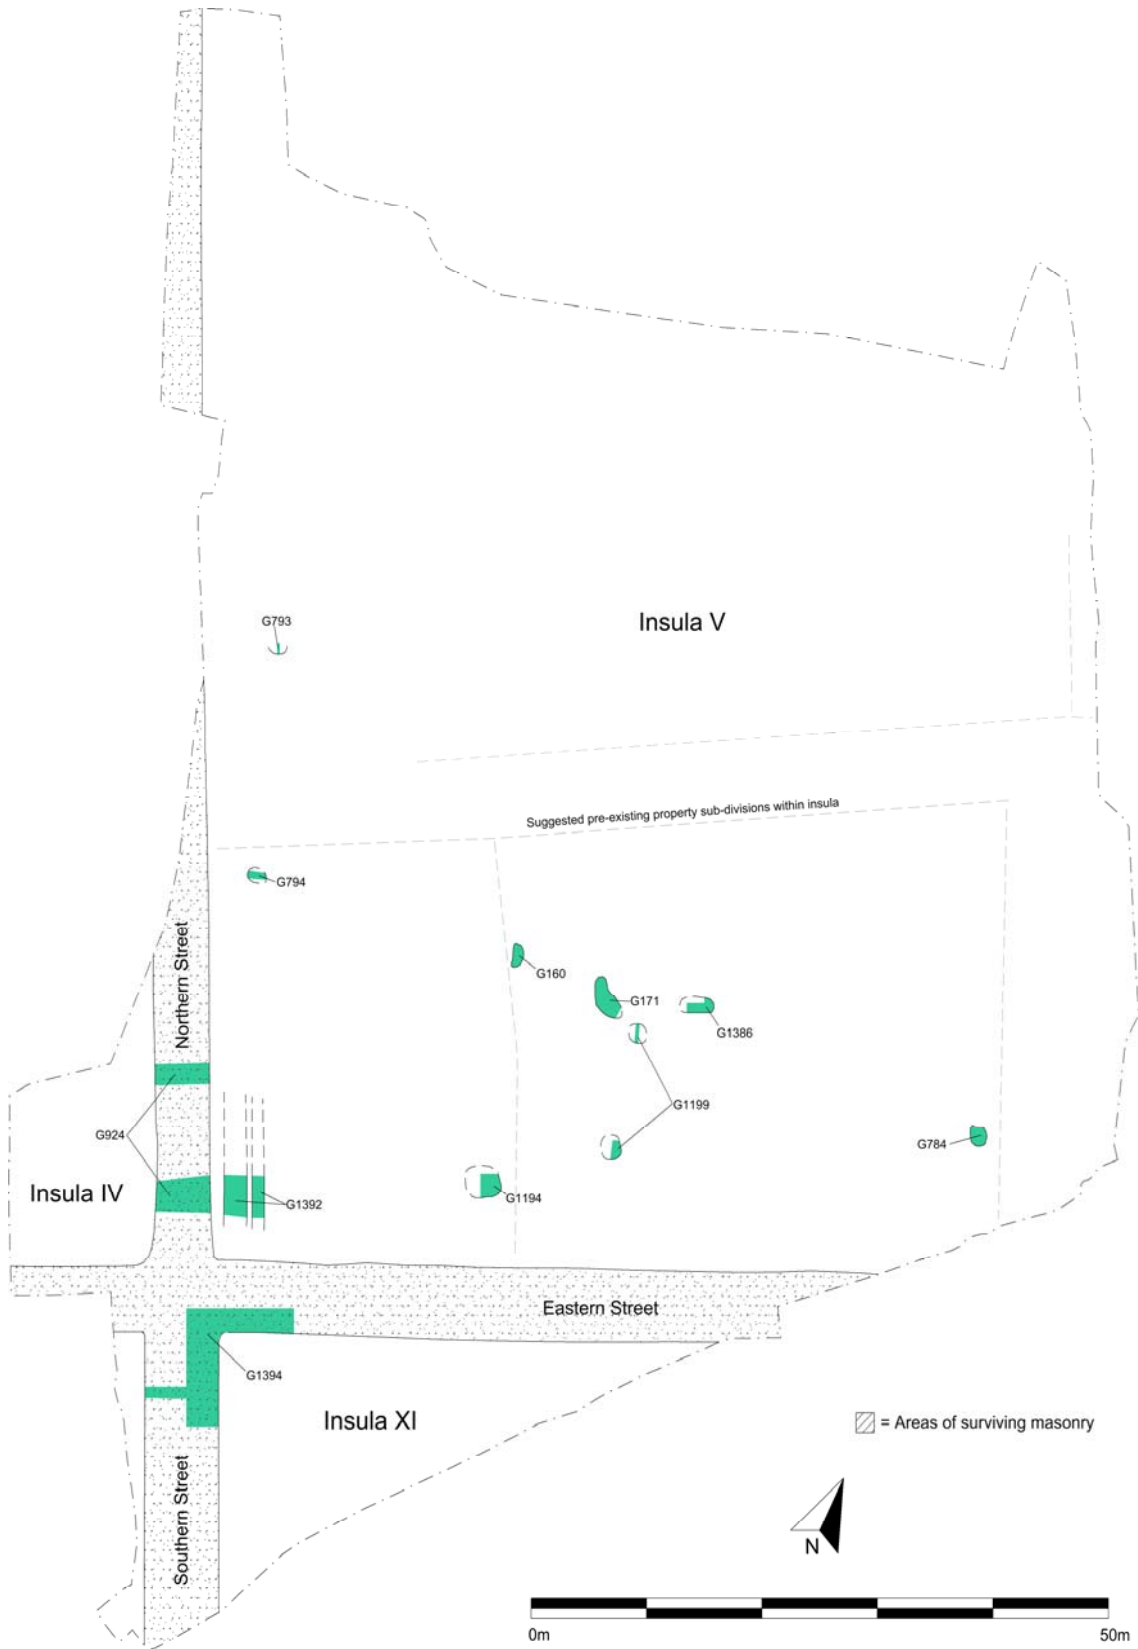 G793
Insula V
Suggested pre-existing property sub-divisions within insula
G794
Northern Street
G160
G171
G1386
G1199
G924
G784
Insula IV
G1392
G1194
Eastern Street
G1394
Insula XI
= Areas of surviving masonry
Southern Street
N
0m
50m